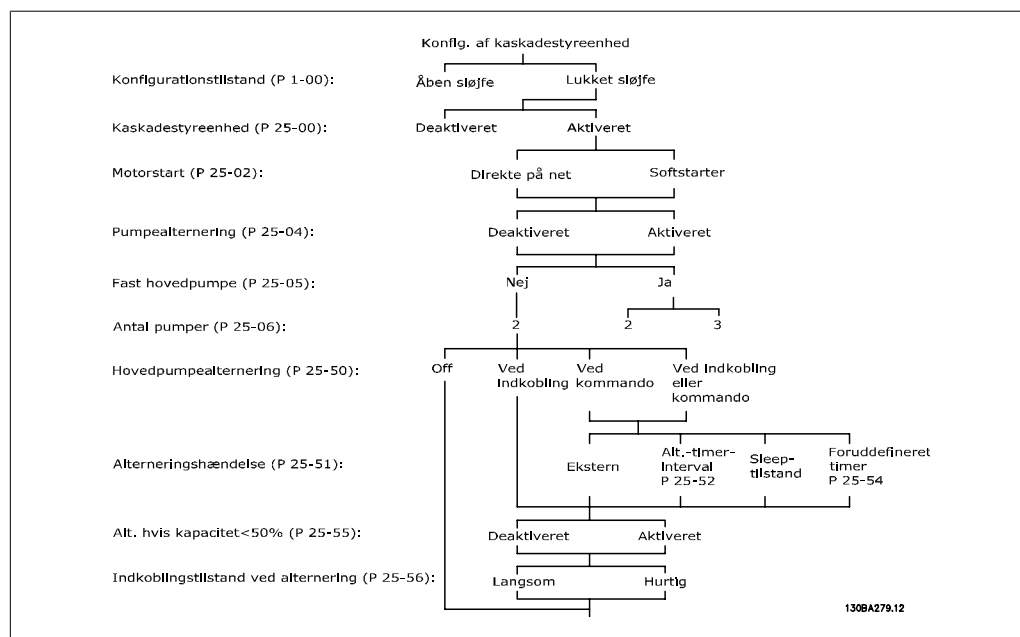 Konfig. af kaskadestyreenhed
Konfigurationstilstand (P 1-00):
Åben sløjfe
Lukket sløjfe
Kaskadestyreenhed (P 25-00):
Deaktiveret
Aktiveret
Motorstart (P 25-02):
Direkte på net
Softstarter
Pumpealternering (P 25-04):
Deaktiveret
Aktiveret
Fast hovedpumpe (P 25-05):
Nej
Ja
Antal pumper (P 25-06):
2
2
3
Hovedpumpealternering (P 25-50):
Off
Ved
indkobling
Ved
kommando
Ved indkobling
eller
kommando
Alterneringshændelse (P 25-51):
Ekstern
Alt.-timer-
interval
P 25-52
Sleep-
tilstand
Foruddefineret
timer
P 25-54
Alt. hvis kapacitet<50% (P 25-55):
Deaktiveret
Aktiveret
Indkoblingstilstand ved alternering (P 25-56):
Langsom
Hurtig
130BA279.12